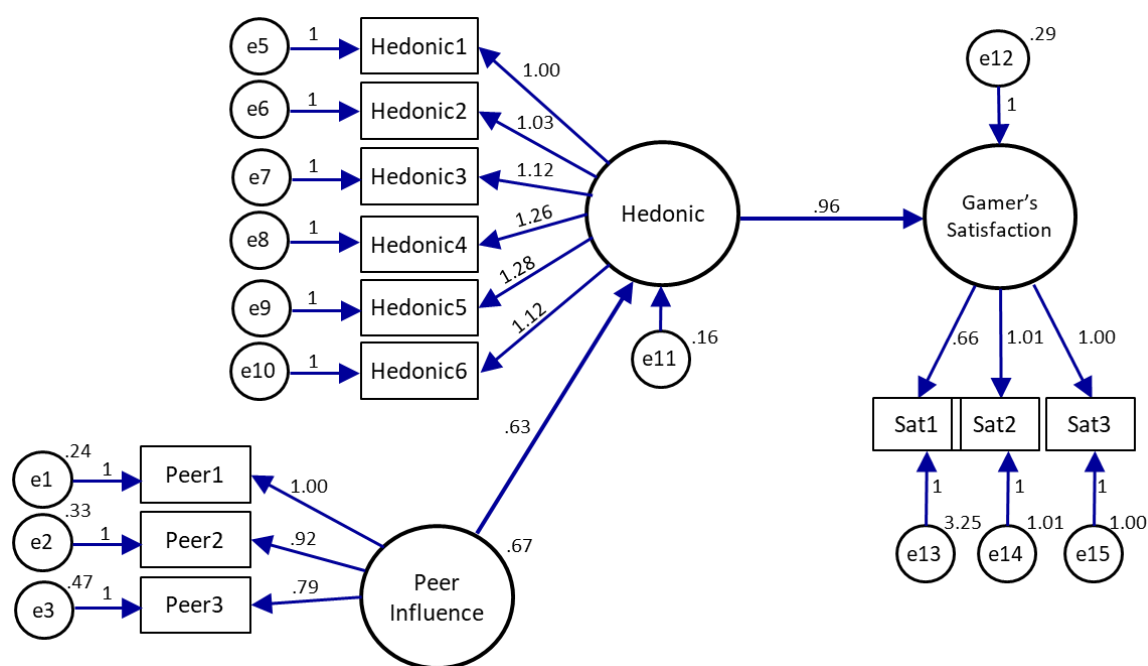 e5
1
Hedonic1
1.00
e6
1
Hedonic2
1.03
e7
1
Hedonic3
1.12
e8
1
Hedonic4
1.26
e9
1
Hedonic5
1.28
e10
1
Hedonic6
1.12
Hedonic
e11
.16
.96
e12
.29
1
Gamer's
Satisfaction
.66
1.01
1.00
Sat1
Sat2
Sat3
1
1
1
e13
3.25
e14
1.01
e15
1.00
.63
e1
.24
1
Peer1
1.00
e2
.33
1
Peer2
.92
e3
.47
1
Peer3
.79
Peer
Influence
.67